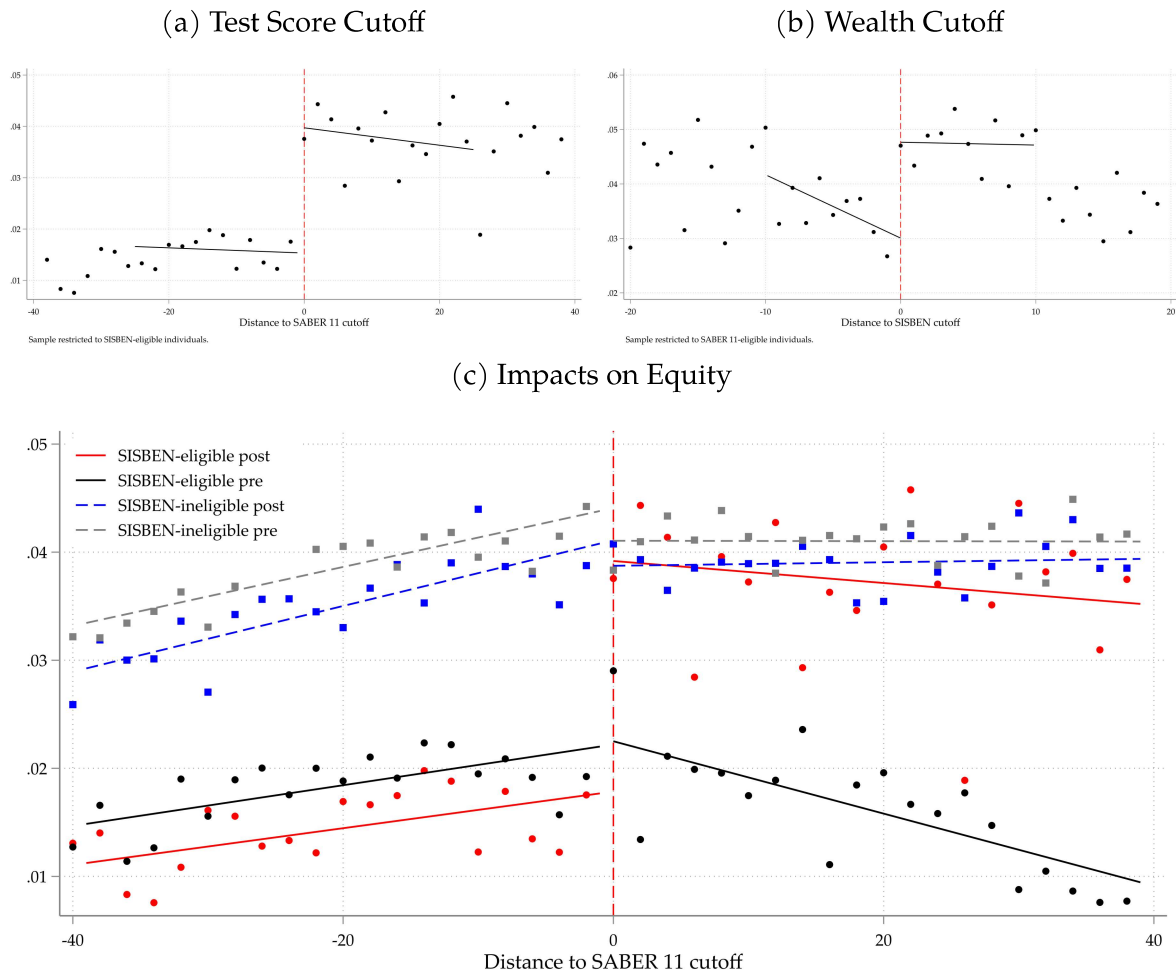 (a) Test Score Cutoff
.05
.04
.03
.02
.01
-40 -20 0 20 40
Distance to SABER 11 cutoff
Sample restricted to SISBEN-eligible individuals.
(b) Wealth Cutoff
.06
.05
.04
.03
.02
-20 -10 0 10 20
Distance to SISBEN cutoff
Sample restricted to SABER 11-eligible individuals.
(c) Impacts on Equity
SISBEN-eligible post
SISBEN-eligible pre
SISBEN-ineligible post
SISBEN-ineligible pre
.05
.04
.03
.02
.01
-40 -20 0 20 40
Distance to SABER 11 cutoff